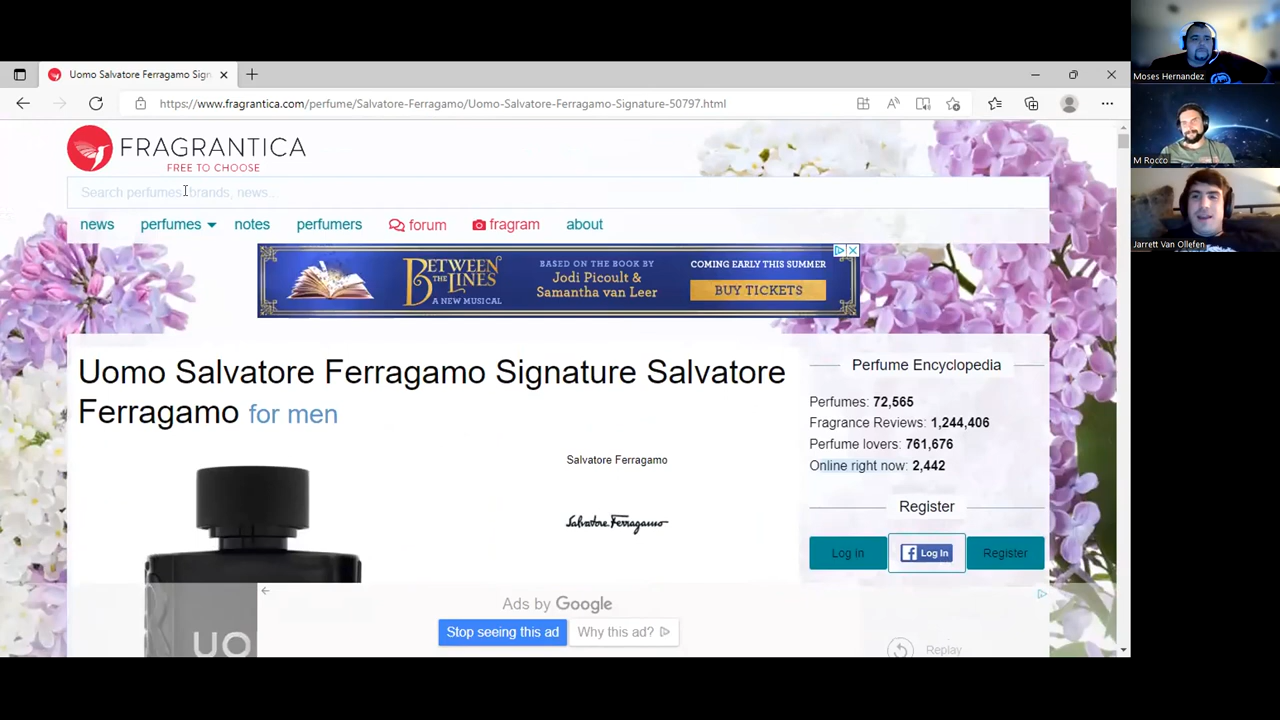 Uomo Salvatore Ferragamo Sign
https://www.fragrantica.com/perfume/Salvatore-Ferragamo/Uomo-Salvatore-Ferragamo-Signature-50797.html
FRAGRANTICA
FREE TO CHOOSE
Search perfumes, brands, news...
news perfumes notes perfumers forum fragram about
BETWEEN
THE LINES
A NEW MUSICAL
BASED ON THE BOOK BY
Jodi Picoult &
Samantha van Leer
COMING EARLY THIS SUMMER
BUY TICKETS
Uomo Salvatore Ferragamo Signature Salvatore
Ferragamo for men
Salvatore Ferragamo
Salvatore Ferragamo
UO
Perfume Encyclopedia
Perfumes: 72,565
Fragrance Reviews: 1,244,406
Perfume lovers: 761,676
Online right now: 2,442
Register
Log in
Log In
Register
Ads by Google
Stop seeing this ad
Why this ad?
Replay
Moses Hernandez
M Rocco
Jarrett Van Ollefen